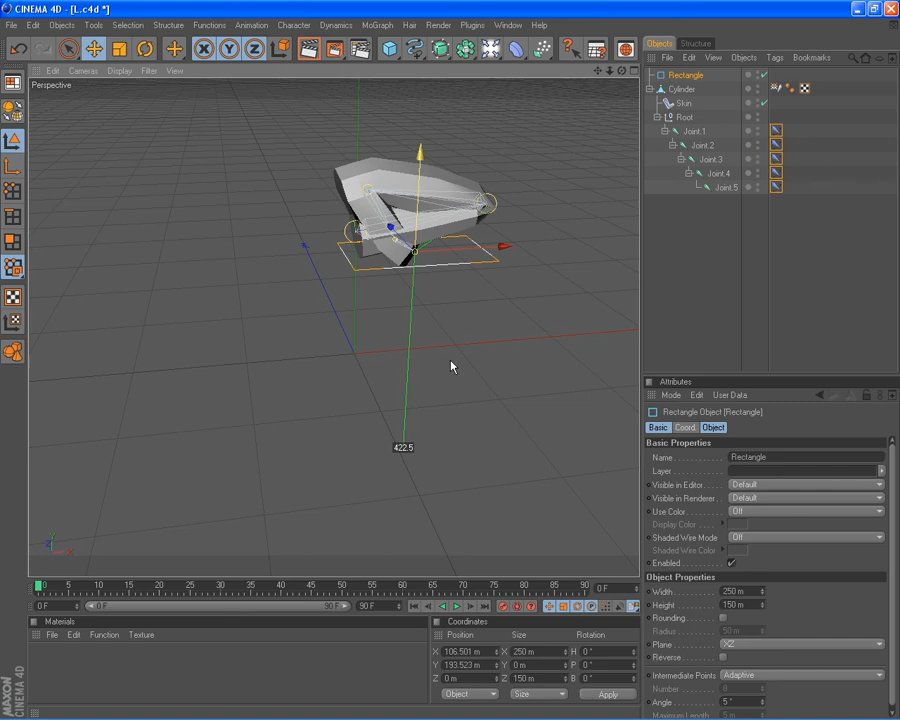 CINEMA 4D - [L.c4d *]
File Edit Objects Tools Selection Structure Functions Animation Character Dynamics MoGraph Hair Render Plugins Window Help
Edit Cameras Display Filter View
Perspective
422.5
Objects Structure
File Edit View Objects Tags Bookmarks
Rectangle
Cylinder
Skin
Root
Joint.1
Joint.2
Joint.3
Joint.4
Joint.5
Attributes
Mode Edit User Data
Rectangle Object [Rectangle]
Basic Coord. Object
Basic Properties
Name Rectangle
Layer
Visible in Editor Default
Visible in Renderer Default
Use Color Off
Display Color
Shaded Wire Mode Off
Shaded Wire Color
Enabled
Object Properties
Width 250 m
Height 150 m
Rounding
Radius 50 m
Plane XZ
Reverse
Intermediate Points Adaptive
Number 8
Angle 5 °
Maximum Length 5 m
0 5 10 15 20 25 30 35 40 45 50 55 60 65 70 75 80 85 90 0 F
0 F 0 F 90 F 90 F
Materials
File Edit Function Texture
Coordinates
Position Size Rotation
X 106.501 m X 250 m H 0 °
Y 193.523 m Y 0 m P 0 °
Z 0 m Z 150 m B 0 °
Object Size Apply
MAXON
CINEMA 4D